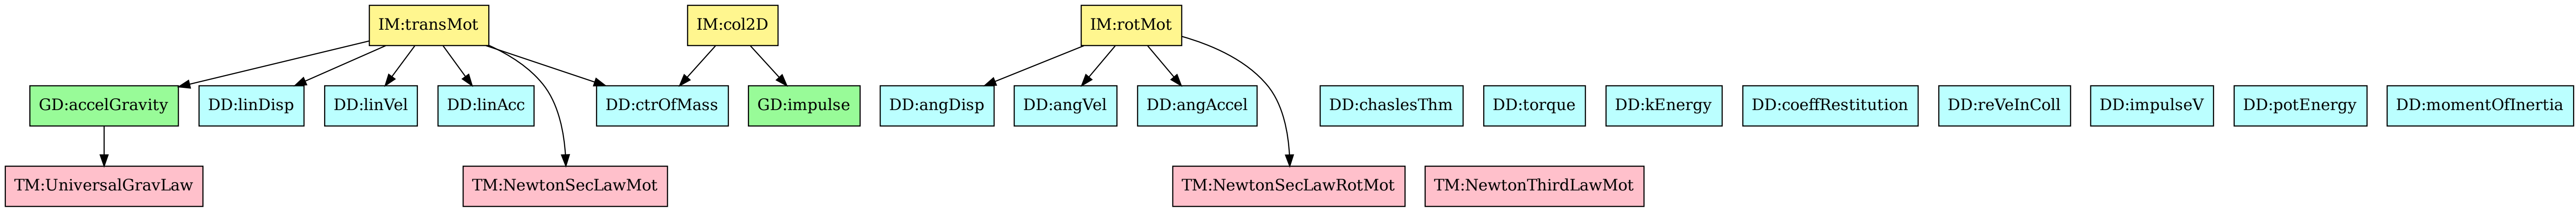 IM:transMot
IM:col2D
IM:rotMot
GD:accelGravity
DD:linDisp
DD:linVel
DD:linAcc
DD:ctrOfMass
GD:impulse
DD:angDisp
DD:angVel
DD:angAccel
DD:chaslesThm
DD:torque
DD:kEnergy
DD:coeffRestitution
DD:reVeInColl
DD:impulseV
DD:potEnergy
DD:momentOfInertia
TM:UniversalGravLaw
TM:NewtonSecLawMot
TM:NewtonSecLawRotMot
TM:NewtonThirdLawMot